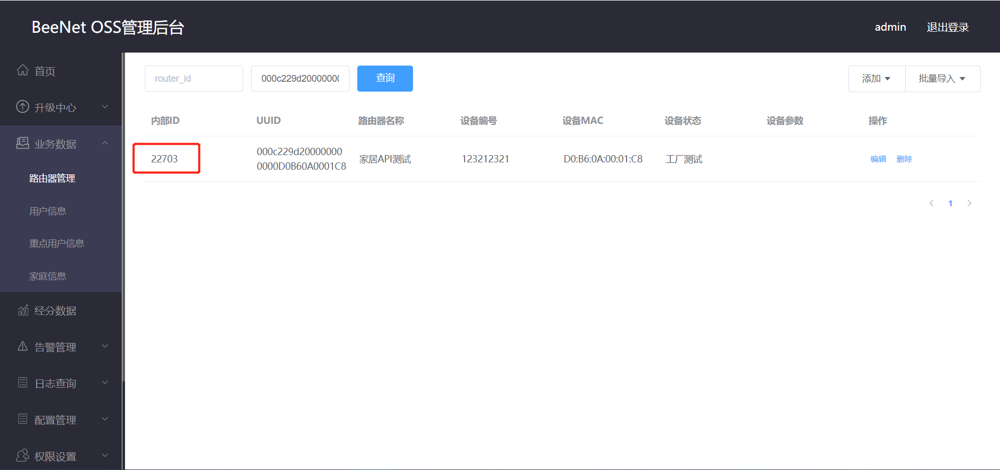 BeeNet OSS管理后台
admin 退出登录
首页
升级中心
业务数据
路由器管理
用户信息
重点用户信息
家庭信息
经分数据
告警管理
日志查询
配置管理
权限设置
router_id 000c229d2000000( 查询 添加 批量导入
内部ID UUID 路由器名称 设备编号 设备MAC 设备状态 设备参数 操作
22703 000c229d20000000 家居API测试 123212321 D0:B6:0A:00:01:C8 工厂测试 编辑 删除
0000D0B60A0001C8
1